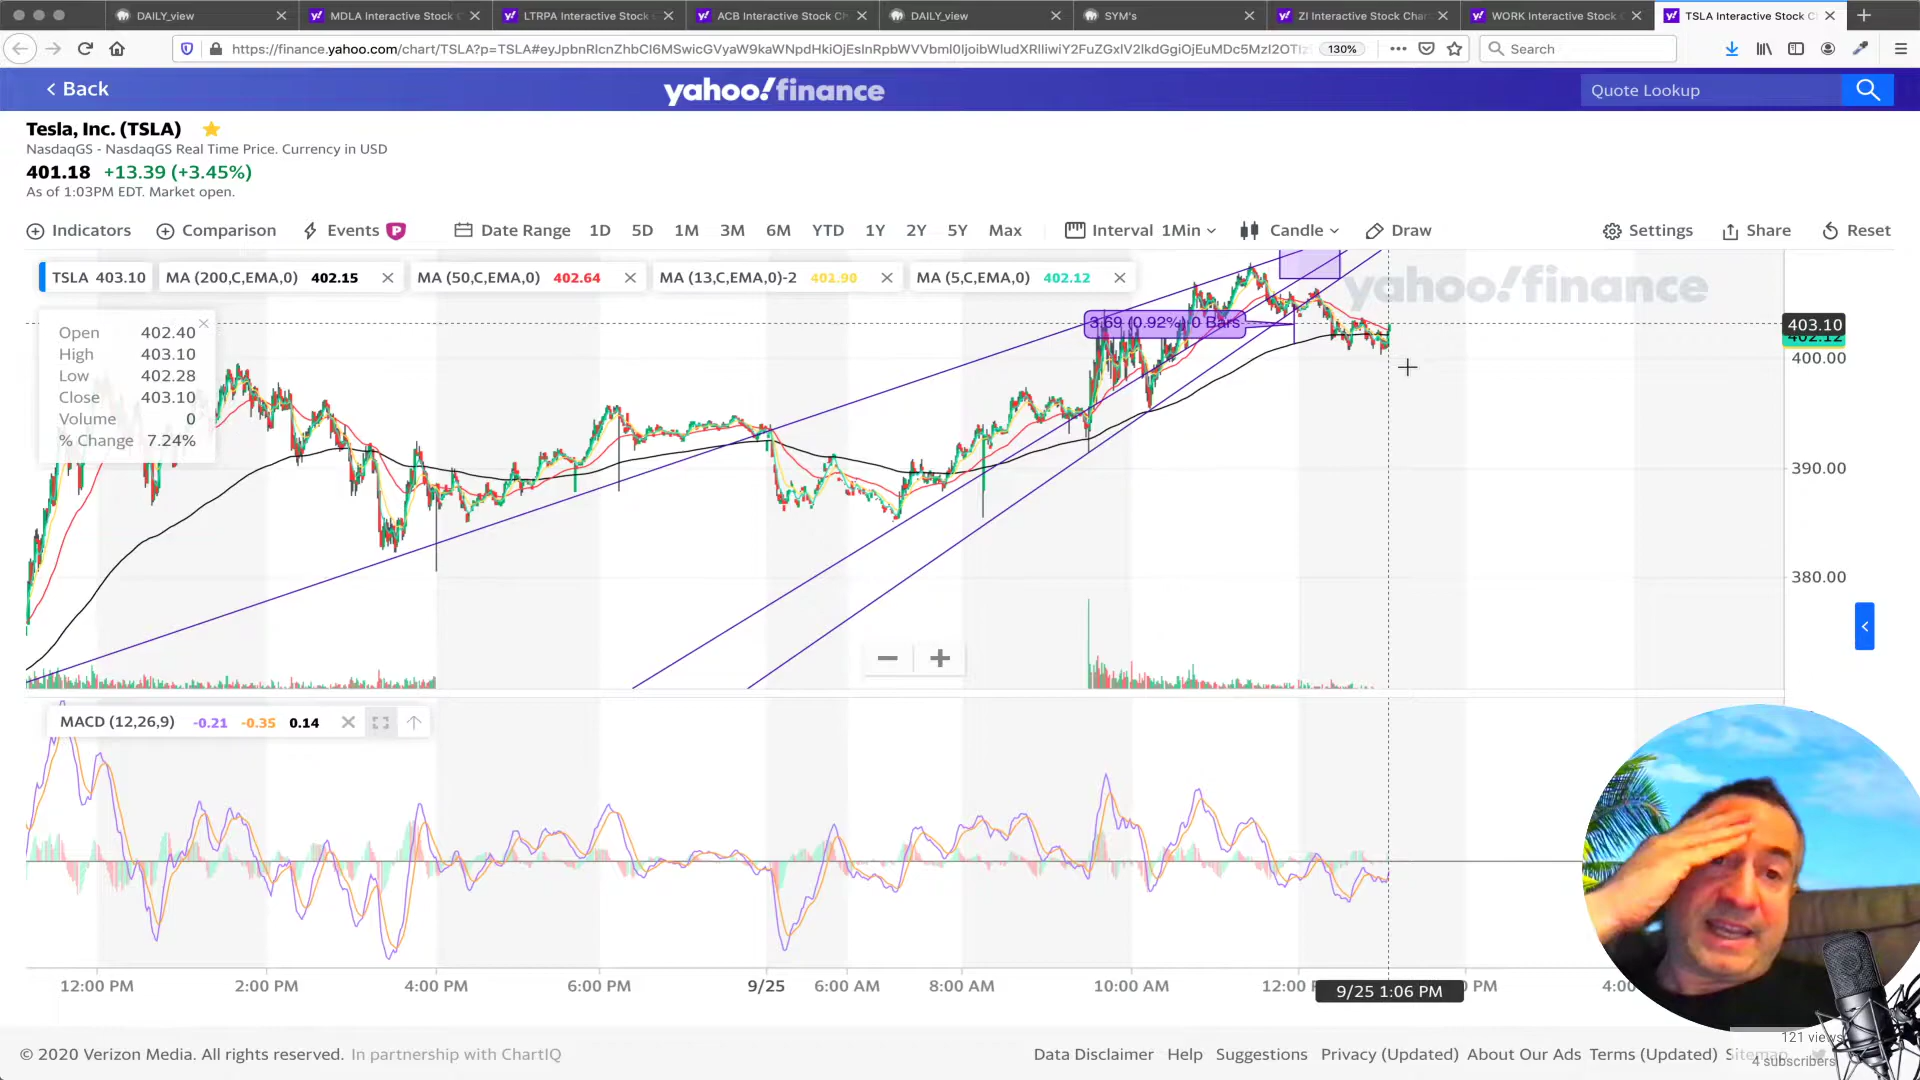 DAILY_view
MDLA Interactive Stock C
LTRPA Interactive Stock
ACB Interactive Stock Ch
DAILY_view
SYM's
ZI Interactive Stock Char
WORK Interactive Stock
TSLA Interactive Stock C
130%
Search
< Back
yahoo!finance
Quote Lookup
Tesla, Inc. (TSLA)
NasdaqGS - NasdaqGS Real Time Price. Currency in USD
401.18 +13.39 (+3.45%)
As of 1:03PM EDT. Market open.
Indicators
Comparison
Events
P
Date Range
1D
5D
1M
3M
6M
YTD
1Y
2Y
5Y
Max
Interval 1Min
Candle
Draw
Settings
Share
Reset
TSLA 403.10
MA (200,C,EMA,0) 402.15
MA (50,C,EMA,0) 402.64
MA (13,C,EMA,0)-2 401.90
MA (5,C,EMA,0) 402.12
yahoo!finance
Open 402.40
High 403.10
Low 402.28
Close 403.10
Volume 0
% Change 7.24%
3.69 (0.92%) 0 Bars
403.10
402.12
400.00
390.00
380.00
MACD (12,26,9) -0.21 -0.35 0.14
12:00 PM
2:00 PM
4:00 PM
6:00 PM
9/25
6:00 AM
8:00 AM
10:00 AM
12:00
9/25 1:06 PM
PM
4:00
121 views
4 subscribers
© 2020 Verizon Media. All rights reserved. In partnership with ChartIQ
Data Disclaimer
Help
Suggestions
Privacy (Updated)
About Our Ads
Terms (Updated)
Sitemap